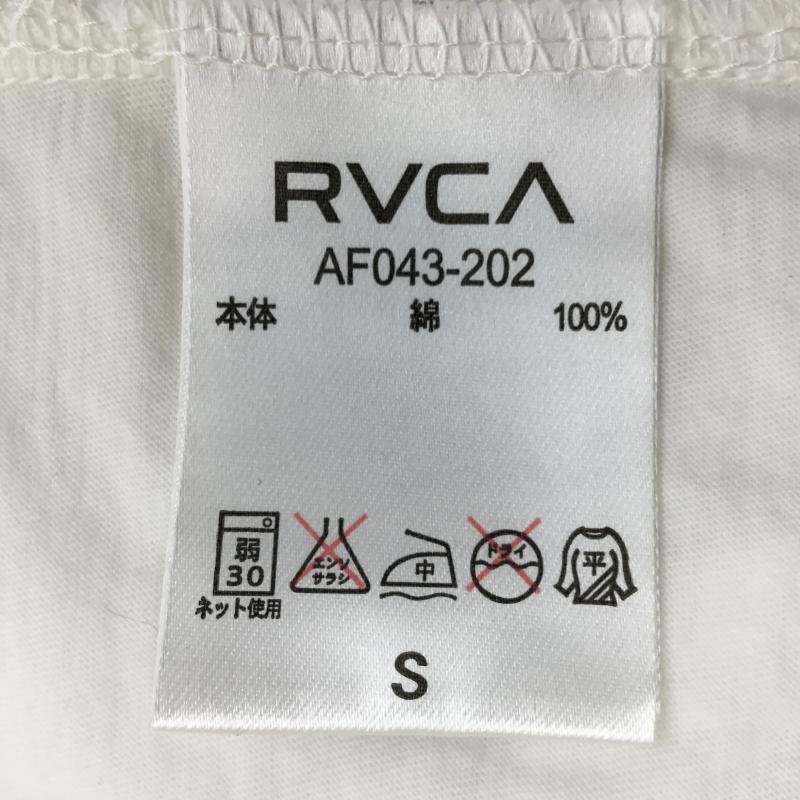 RVCA
AF043-202
本体 綿 100%
弱 エンソ 中 ドライ 平
30 サラシ
ネット使用
S